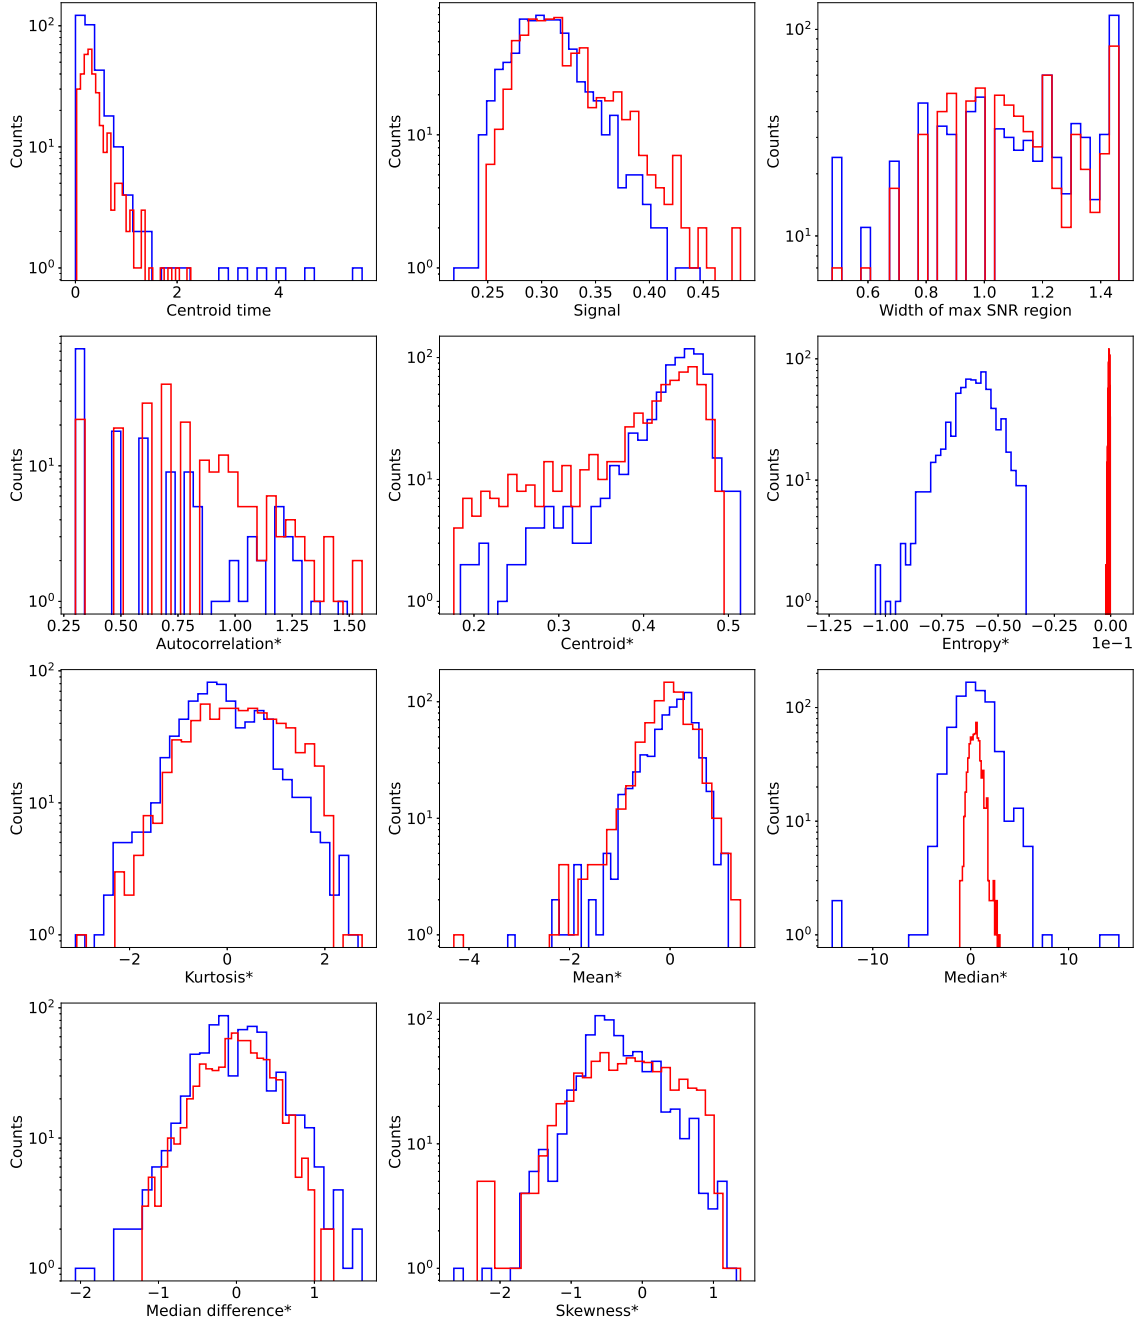 10² 10¹ 10⁰ Counts 0 2 4 Centroid time
10¹ 10⁰ Counts 0.25 0.30 0.35 0.40 0.45 Signal
10² 10¹ Counts 0.6 0.8 1.0 1.2 1.4 Width of max SNR region
10¹ 10⁰ Counts 0.25 0.50 0.75 1.00 1.25 1.50 Autocorrelation*
10² 10¹ 10⁰ Counts 0.2 0.3 0.4 0.5 Centroid*
10² 10¹ 10⁰ Counts −1.25 −1.00 −0.75 −0.50 −0.25 0.00 Entropy* 1e−1
10² 10¹ 10⁰ Counts −2 0 2 Kurtosis*
10² 10¹ 10⁰ Counts −4 −2 0 Mean*
10² 10¹ 10⁰ Counts −10 0 10 Median*
10² 10¹ 10⁰ Counts −2 −1 0 1 Median difference*
10² 10¹ 10⁰ Counts −2 −1 0 1 Skewness*